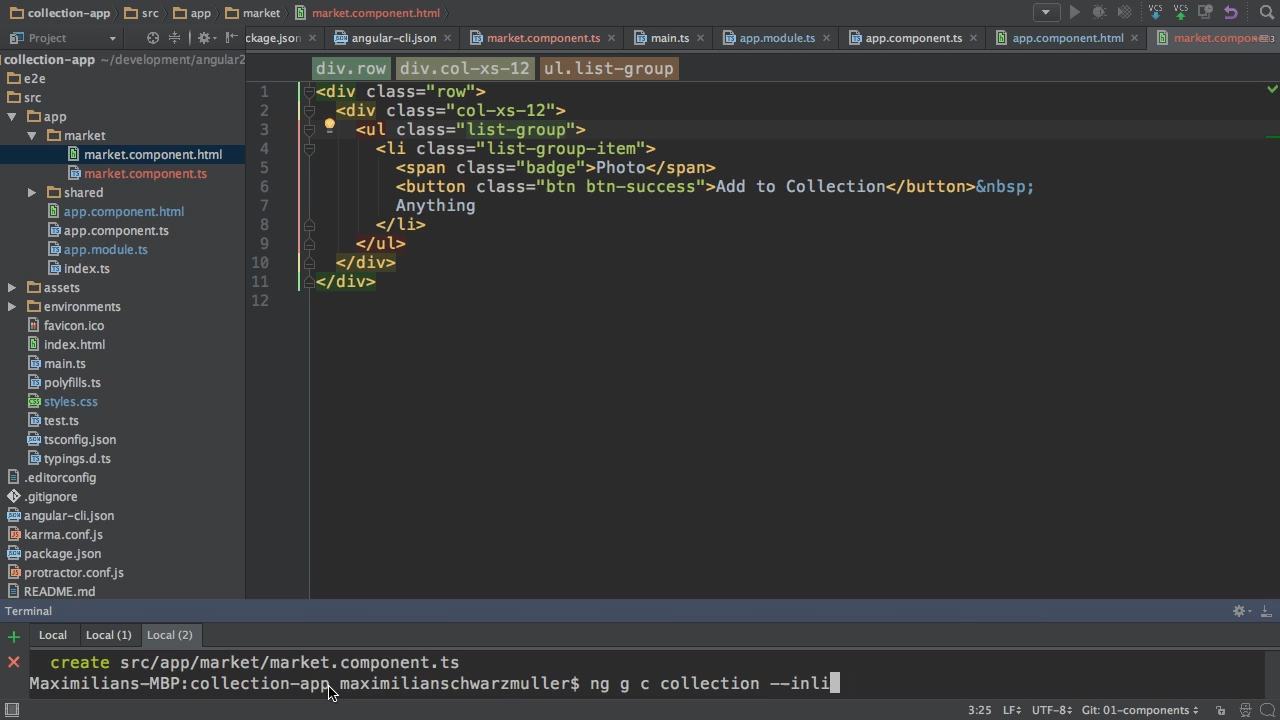 collection-app src app market market.component.html
Project ckage.json angular-cli.json market.component.ts main.ts app.module.ts app.component.ts app.component.html market.compone
collection-app ~/development/angular2
e2e
src
app
market
market.component.html
market.component.ts
shared
app.component.html
app.component.ts
app.module.ts
index.ts
assets
environments
favicon.ico
index.html
main.ts
polyfills.ts
styles.css
test.ts
tsconfig.json
typings.d.ts
.editorconfig
.gitignore
angular-cli.json
karma.conf.js
package.json
protractor.conf.js
README.md
div.row div.col-xs-12 ul.list-group
1 <div class="row">
2 <div class="col-xs-12">
3 <ul class="list-group">
4 <li class="list-group-item">
5 <span class="badge">Photo</span>
6 <button class="btn btn-success">Add to Collection</button>&nbsp;
7 Anything
8 </li>
9 </ul>
10 </div>
11 </div>
12
Terminal
Local Local (1) Local (2)
create src/app/market/market.component.ts
Maximilians-MBP:collection-app maximilianschwarzmuller$ ng g c collection --inli
3:25 LF UTF-8 Git: 01-components